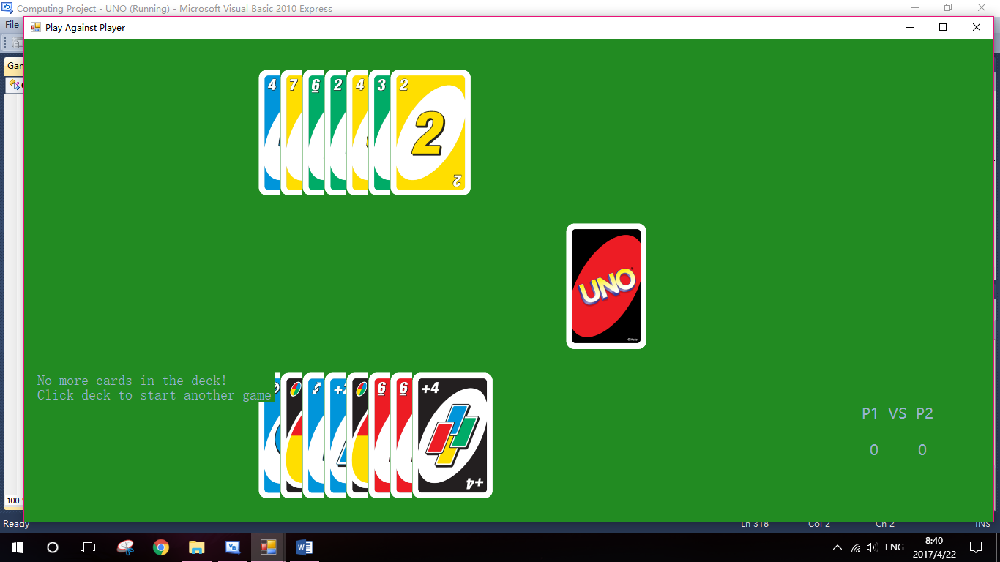 Computing Project - UNO (Running) - Microsoft Visual Basic 2010 Express
File
Play Against Player
4 7 6 2 4 3 2
2
2
UNO
No more cards in the deck!
Click deck to start another game
+2 6 6 +4
+4
P1 VS P2
0 0
100
Ready
Ln 318 Col 2 Ch 2 INS
ENG
8:40
2017/4/22